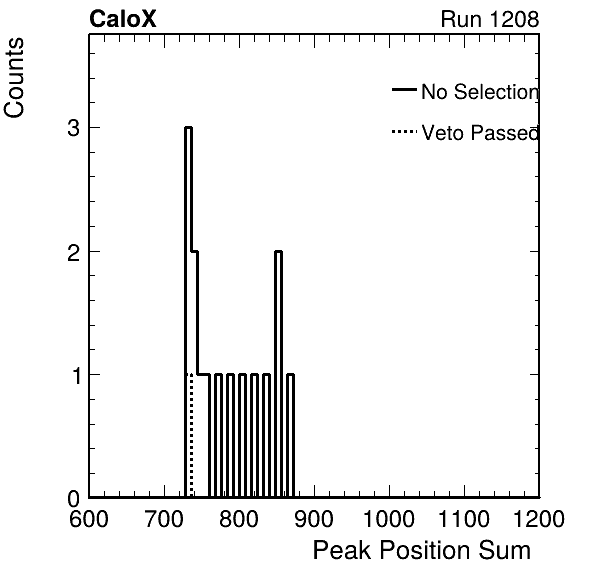 CaloX Run 1208
Counts
No Selection
Veto Passed
3
2
1
0
600 700 800 900 1000 1100 1200
Peak Position Sum